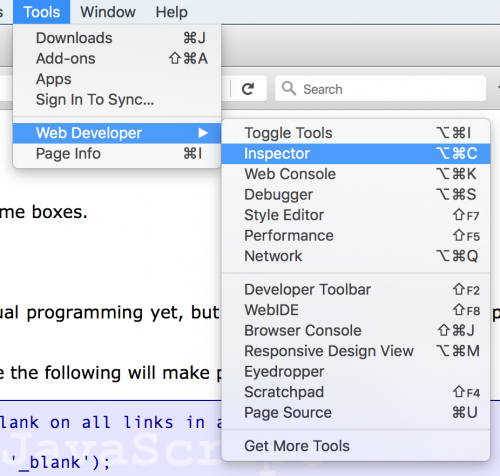 s Tools Window Help
Downloads ⌘J
Add-ons ⇧⌘A
Apps
Sign In To Sync...
Web Developer ▶
Page Info ⌘I
Search
Toggle Tools ⌥⌘I
Inspector ⌥⌘C
Web Console ⌥⌘K
Debugger ⌥⌘S
Style Editor ⇧F7
Performance ⇧F5
Network ⌥⌘Q
Developer Toolbar ⇧F2
WebIDE ⇧F8
Browser Console ⇧⌘J
Responsive Design View ⌥⌘M
Eyedropper
Scratchpad ⇧F4
Page Source ⌘U
Get More Tools
me boxes.
ual programming yet, but
p
e the following will make p
lank on all links in a
JavaScrip
'_blank');